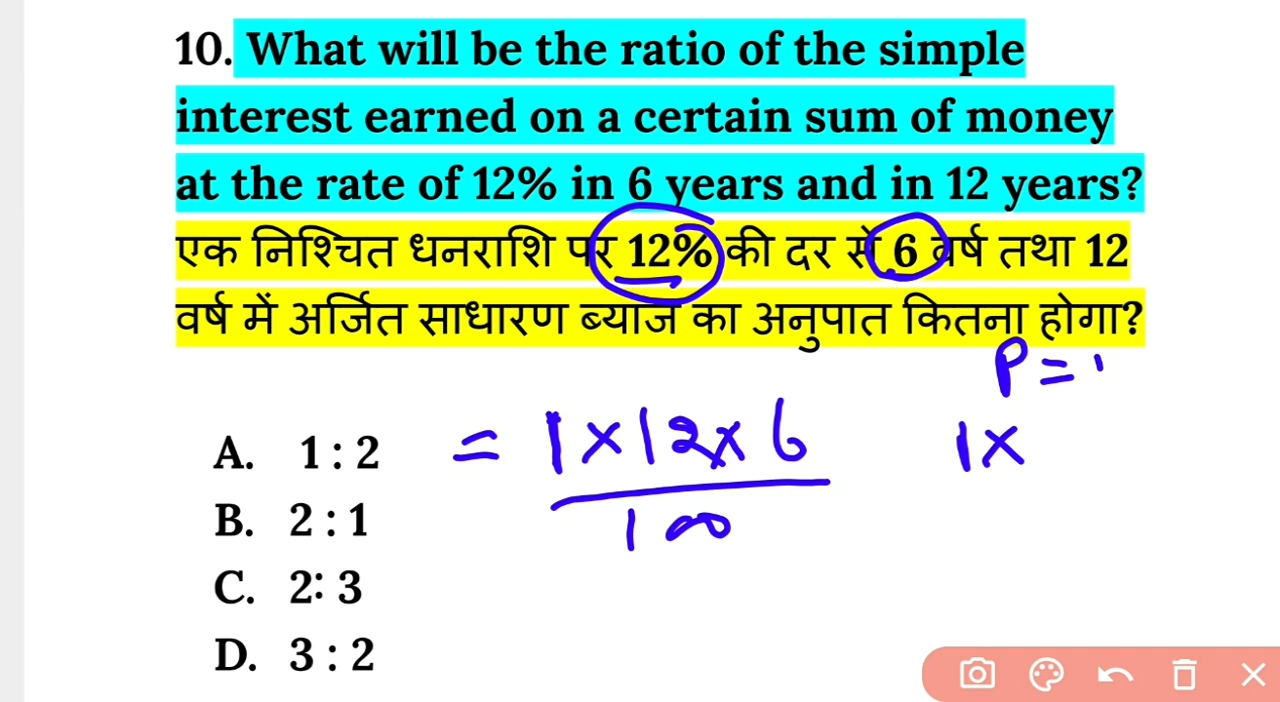 10. What will be the ratio of the simple
interest earned on a certain sum of money
at the rate of 12% in 6 years and in 12 years?
एक निश्चित धनराशि पर 12% की दर से 6 वर्ष तथा 12
वर्ष में अर्जित साधारण ब्याज का अनुपात कितना होगा?
P = 1
A. 1 : 2
= 1 × 12 × 6
1 ×
B. 2 : 1
100
C. 2: 3
D. 3 : 2